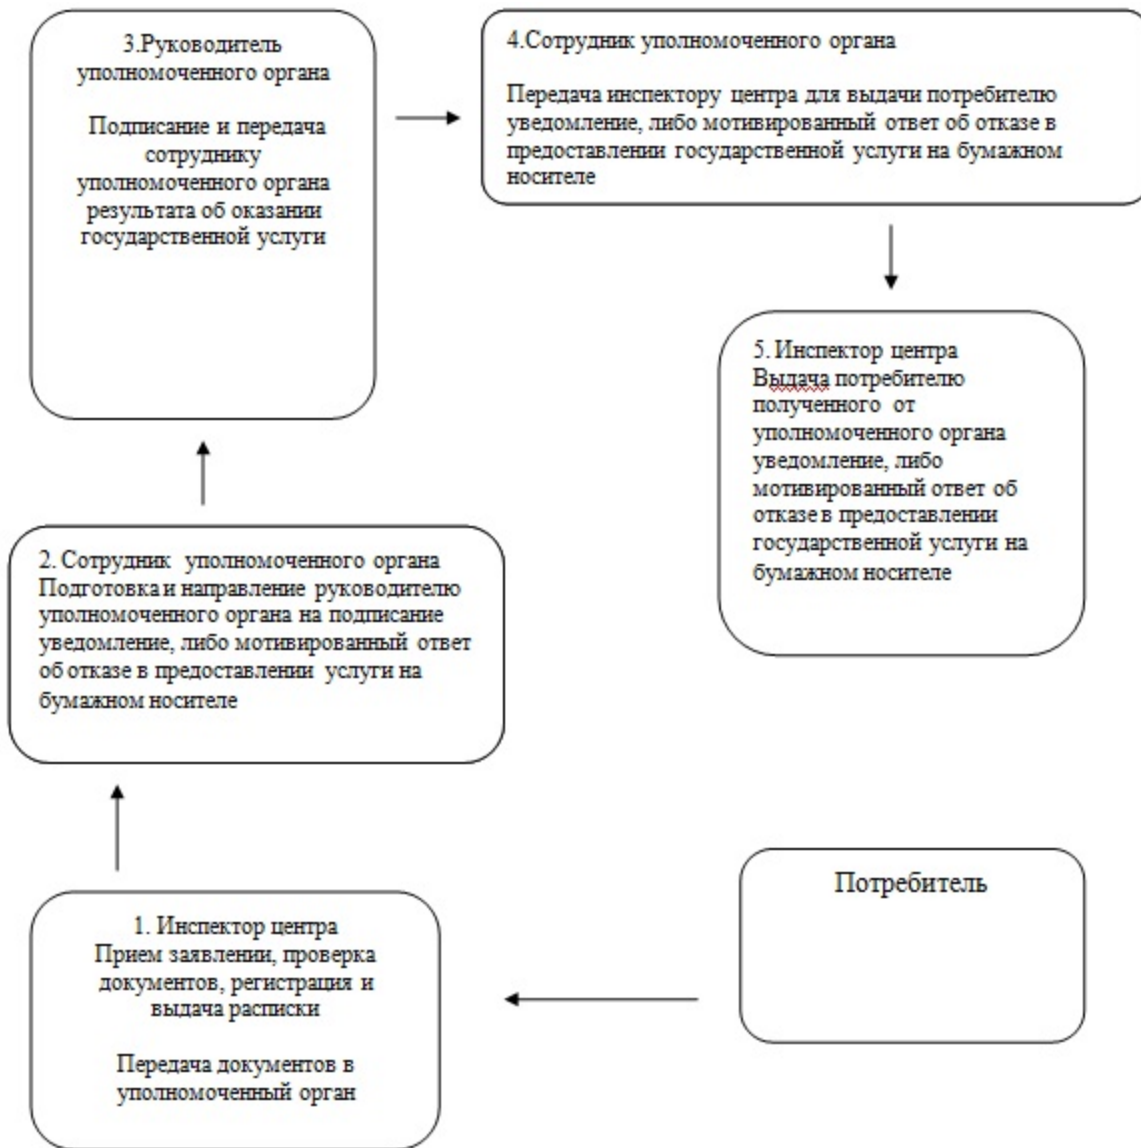 3.Руководитель
уполномоченного органа
Подписание и передача
сотруднику
уполномоченного органа
результата об оказании
государственной услуги
4.Сотрудник уполномоченного органа
Передача инспектору центра для выдачи потребителю
уведомление, либо мотивированный ответ об отказе в
предоставлении государственной услуги на бумажном
носителе
5. Инспектор центра
Выдача потребителю
полученного от
уполномоченного органа
уведомление, либо
мотивированный ответ об
отказе в предоставлении
государственной услуги на
бумажном носителе
2. Сотрудник уполномоченного органа
Подготовка и направление руководителю
уполномоченного органа на подписание
уведомление, либо мотивированный ответ
об отказе в предоставлении услуги на
бумажном носителе
1. Инспектор центра
Прием заявлении, проверка
документов, регистрация и
выдача расписки
Передача документов в
уполномоченный орган
Потребитель